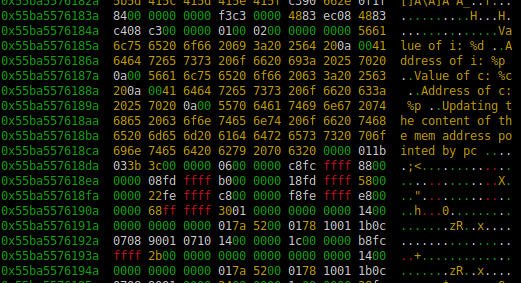 0x55ba5576182a 5b5d 415c 415d 415e 415f c390 662e 0f1f []A\A]A^A_..f...
0x55ba5576183a 8400 0000 0000 f3c3 0000 4883 ec08 4883 ..........H...H.
0x55ba5576184a c408 c300 0000 0100 0200 0000 0000 5661 ..............Va
0x55ba5576185a 6c75 6520 6f66 2069 3a20 2564 200a 0041 lue of i: %d ..A
0x55ba5576186a 6464 7265 7373 206f 6620 693a 2025 7020 ddress of i: %p
0x55ba5576187a 0a00 5661 6c75 6520 6f66 2063 3a20 2563 ..Value of c: %c
0x55ba5576188a 200a 0041 6464 7265 7373 206f 6620 633a ..Address of c:
0x55ba5576189a 2025 7020 0a00 5570 6461 7469 6e67 2074 %p ..Updating t
0x55ba557618aa 6865 2063 6f6e 7465 6e74 206f 6620 7468 he content of th
0x55ba557618ba 6520 6d65 6d20 6164 6472 6573 7320 706f e mem address po
0x55ba557618ca 696e 7465 6420 6279 2070 6320 0000 011b inted by pc ....
0x55ba557618da 033b 3c00 0000 0600 0000 c8fc ffff 8800 .;<.............
0x55ba557618ea 0000 08fd ffff b000 0000 18fd ffff 5800 ..............X.
0x55ba557618fa 0000 22fe ffff c800 0000 f8fe ffff e800 ..".............
0x55ba5576190a 0000 68ff ffff 3001 0000 0000 0000 1400 ..h...0.........
0x55ba5576191a 0000 0000 0000 017a 5200 0178 1001 1b0c .......zR..x....
0x55ba5576192a 0708 9001 0710 1400 0000 1c00 0000 b8fc ................
0x55ba5576193a ffff 2b00 0000 0000 0000 0000 0000 1400 ..+.............
0x55ba5576194a 0000 0000 0000 017a 5200 0178 1001 1b0c .......zR..x....